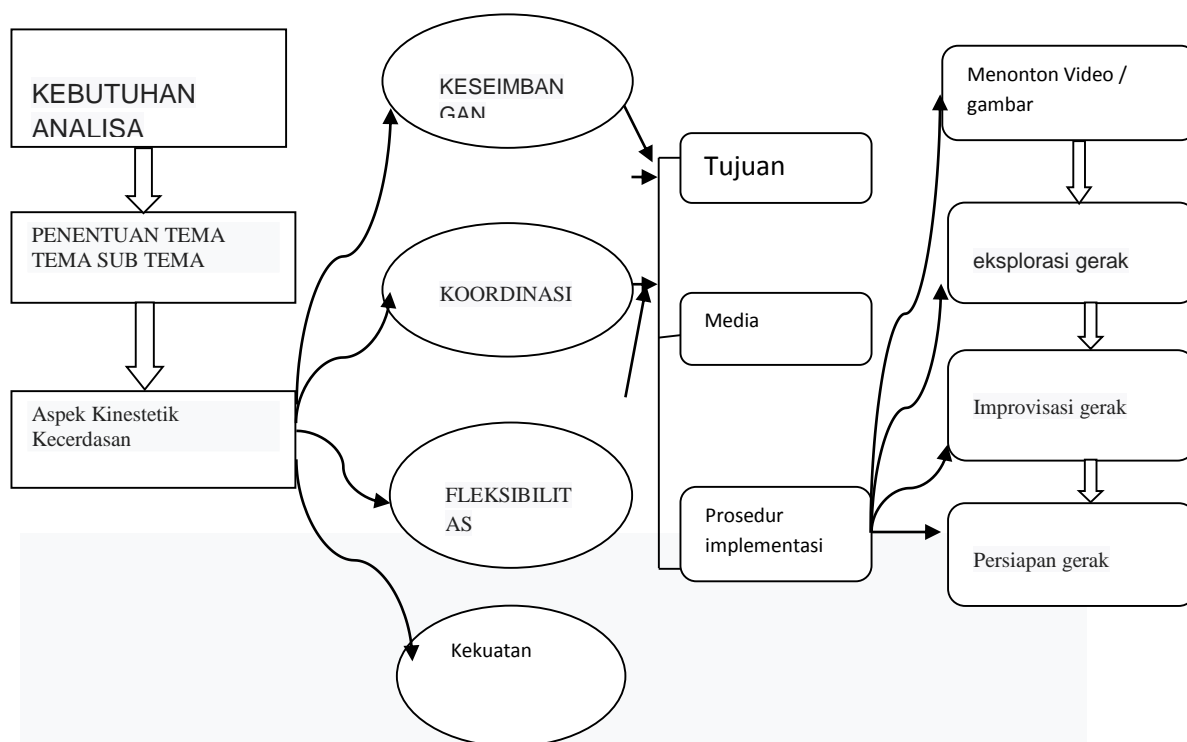 KEBUTUHAN
ANALISA
PENENTUAN TEMA
TEMA SUB TEMA
Aspek Kinestetik
Kecerdasan
KESEIMBAN
GAN
KOORDINASI
FLEKSIBILIT
AS
Kekuatan
Tujuan
Media
Prosedur
implementasi
Menonton Video /
gambar
eksplorasi gerak
Improvisasi gerak
Persiapan gerak